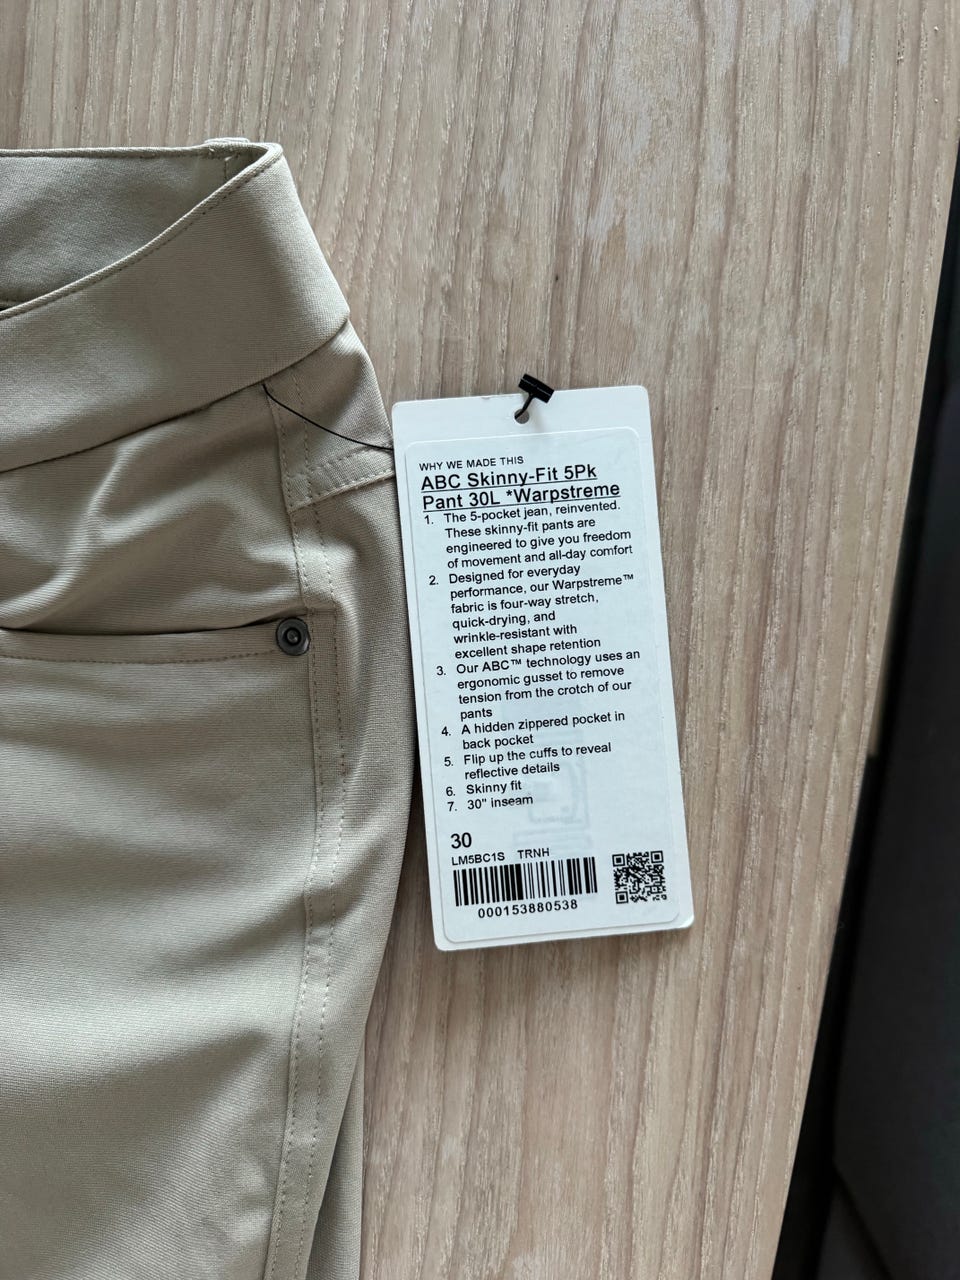 WHY WE MADE THIS
ABC Skinny-Fit 5Pk
Pant 30L *Warpstreme
1. The 5-pocket jean, reinvented.
These skinny-fit pants are
engineered to give you freedom
of movement and all-day comfort
2. Designed for everyday
performance, our Warpstreme™
fabric is four-way stretch,
quick-drying, and
wrinkle-resistant with
excellent shape retention
3. Our ABC™ technology uses an
ergonomic gusset to remove
tension from the crotch of our
pants
4. A hidden zippered pocket in
back pocket
5. Flip up the cuffs to reveal
reflective details
6. Skinny fit
7. 30" inseam
30
LM5BC1S TRNH
000153880538